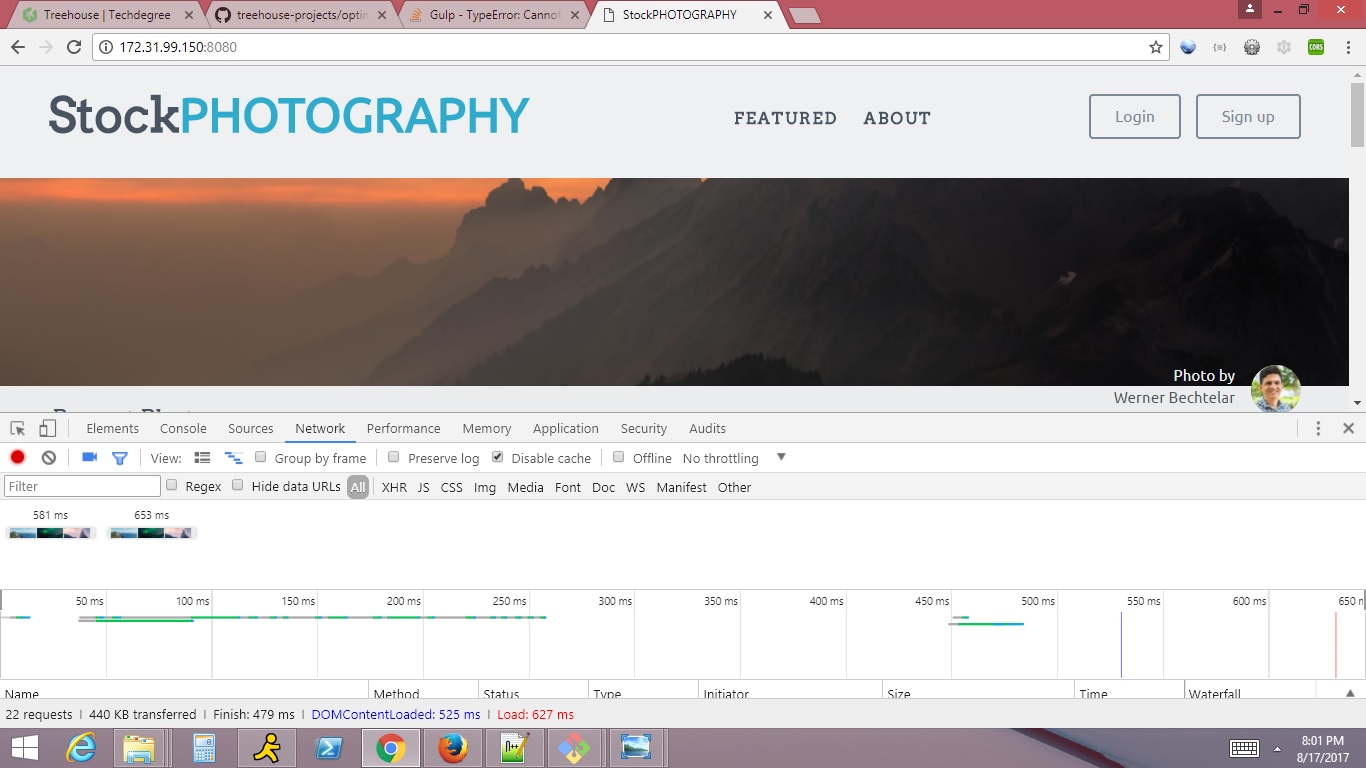 Treehouse | Techdegree
treehouse-projects/optim
Gulp - TypeError: Cannot
StockPHOTOGRAPHY
172.31.99.150:8080
CORS
StockPHOTOGRAPHY
FEATURED ABOUT
Login
Sign up
Photo by
Werner Bechtelar
Elements Console Sources Network Performance Memory Application Security Audits
View: Group by frame Preserve log Disable cache Offline No throttling
Filter Regex Hide data URLs All XHR JS CSS Img Media Font Doc WS Manifest Other
581 ms 653 ms
50 ms 100 ms 150 ms 200 ms 250 ms 300 ms 350 ms 400 ms 450 ms 500 ms 550 ms 600 ms 650 m
Name Method Status Type Initiator Size Time Waterfall
22 requests | 440 KB transferred | Finish: 479 ms | DOMContentLoaded: 525 ms | Load: 627 ms
8:01 PM
8/17/2017